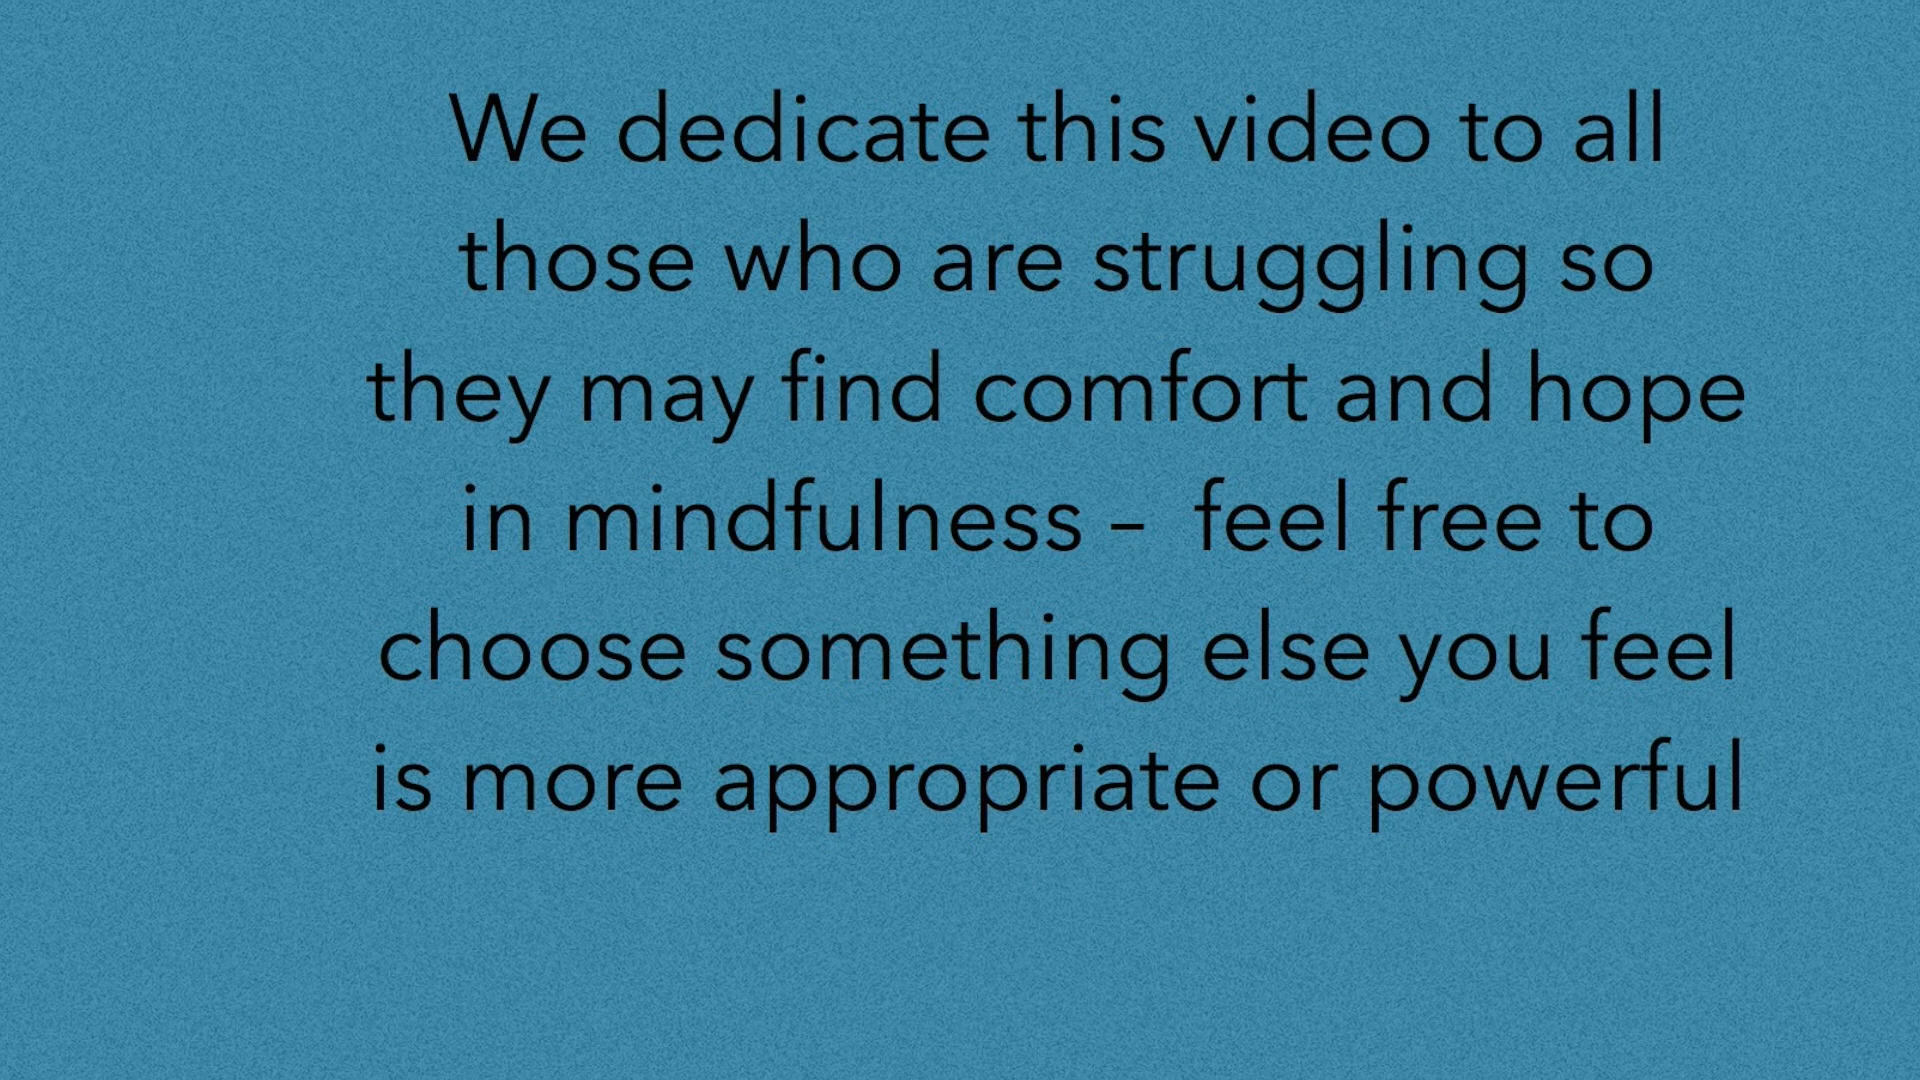 We dedicate this video to all
those who are struggling so
they may find comfort and hope
in mindfulness –  feel free to
choose something else you feel
is more appropriate or powerful